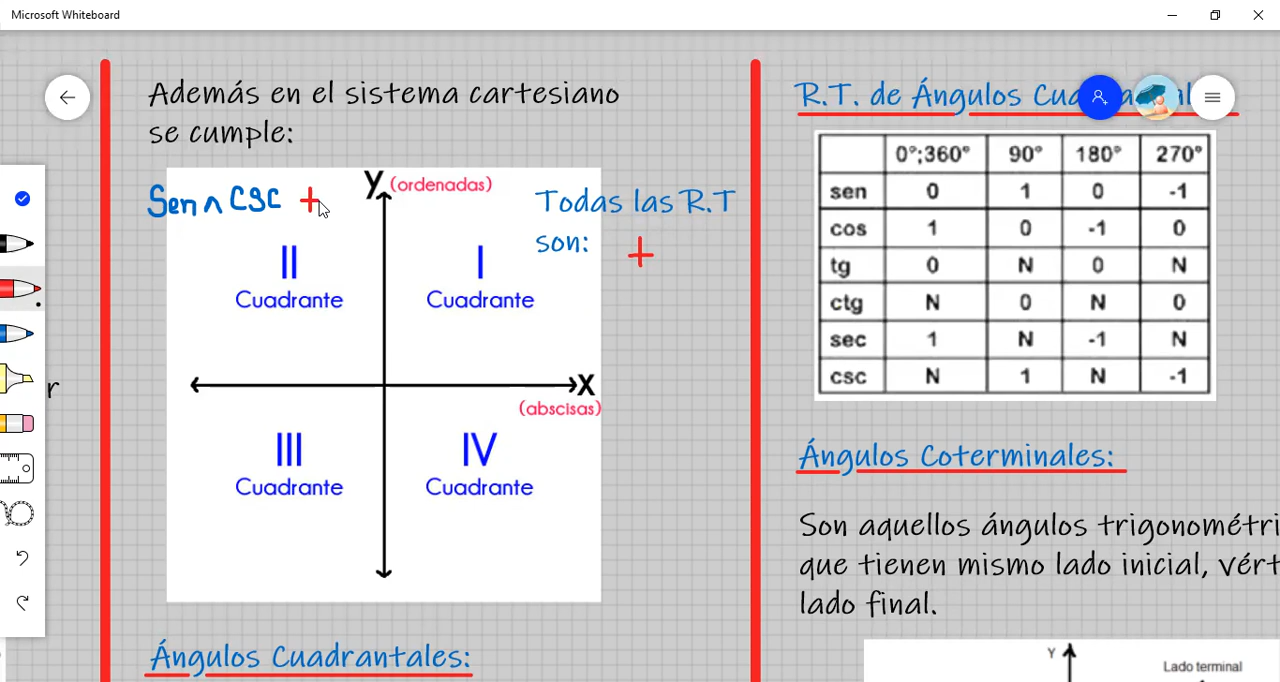 Microsoft Whiteboard
Además en el sistema cartesiano
se cumple:
Sen ∧ CSC +
Y (ordenadas)
Todas las R.T
son: +
II
Cuadrante
I
Cuadrante
X
(abscisas)
III
Cuadrante
IV
Cuadrante
Ángulos Cuadrantales:
r
R.T. de Ángulos
0°;360° 90° 180° 270°
sen 0 1 0 -1
cos 1 0 -1 0
tg 0 N 0 N
ctg N 0 N 0
sec 1 N -1 N
csc N 1 N -1
Ángulos Coterminales:
Son aquellos ángulos trigonométri
que tienen mismo lado inicial, vért
lado final.
Y
Lado terminal